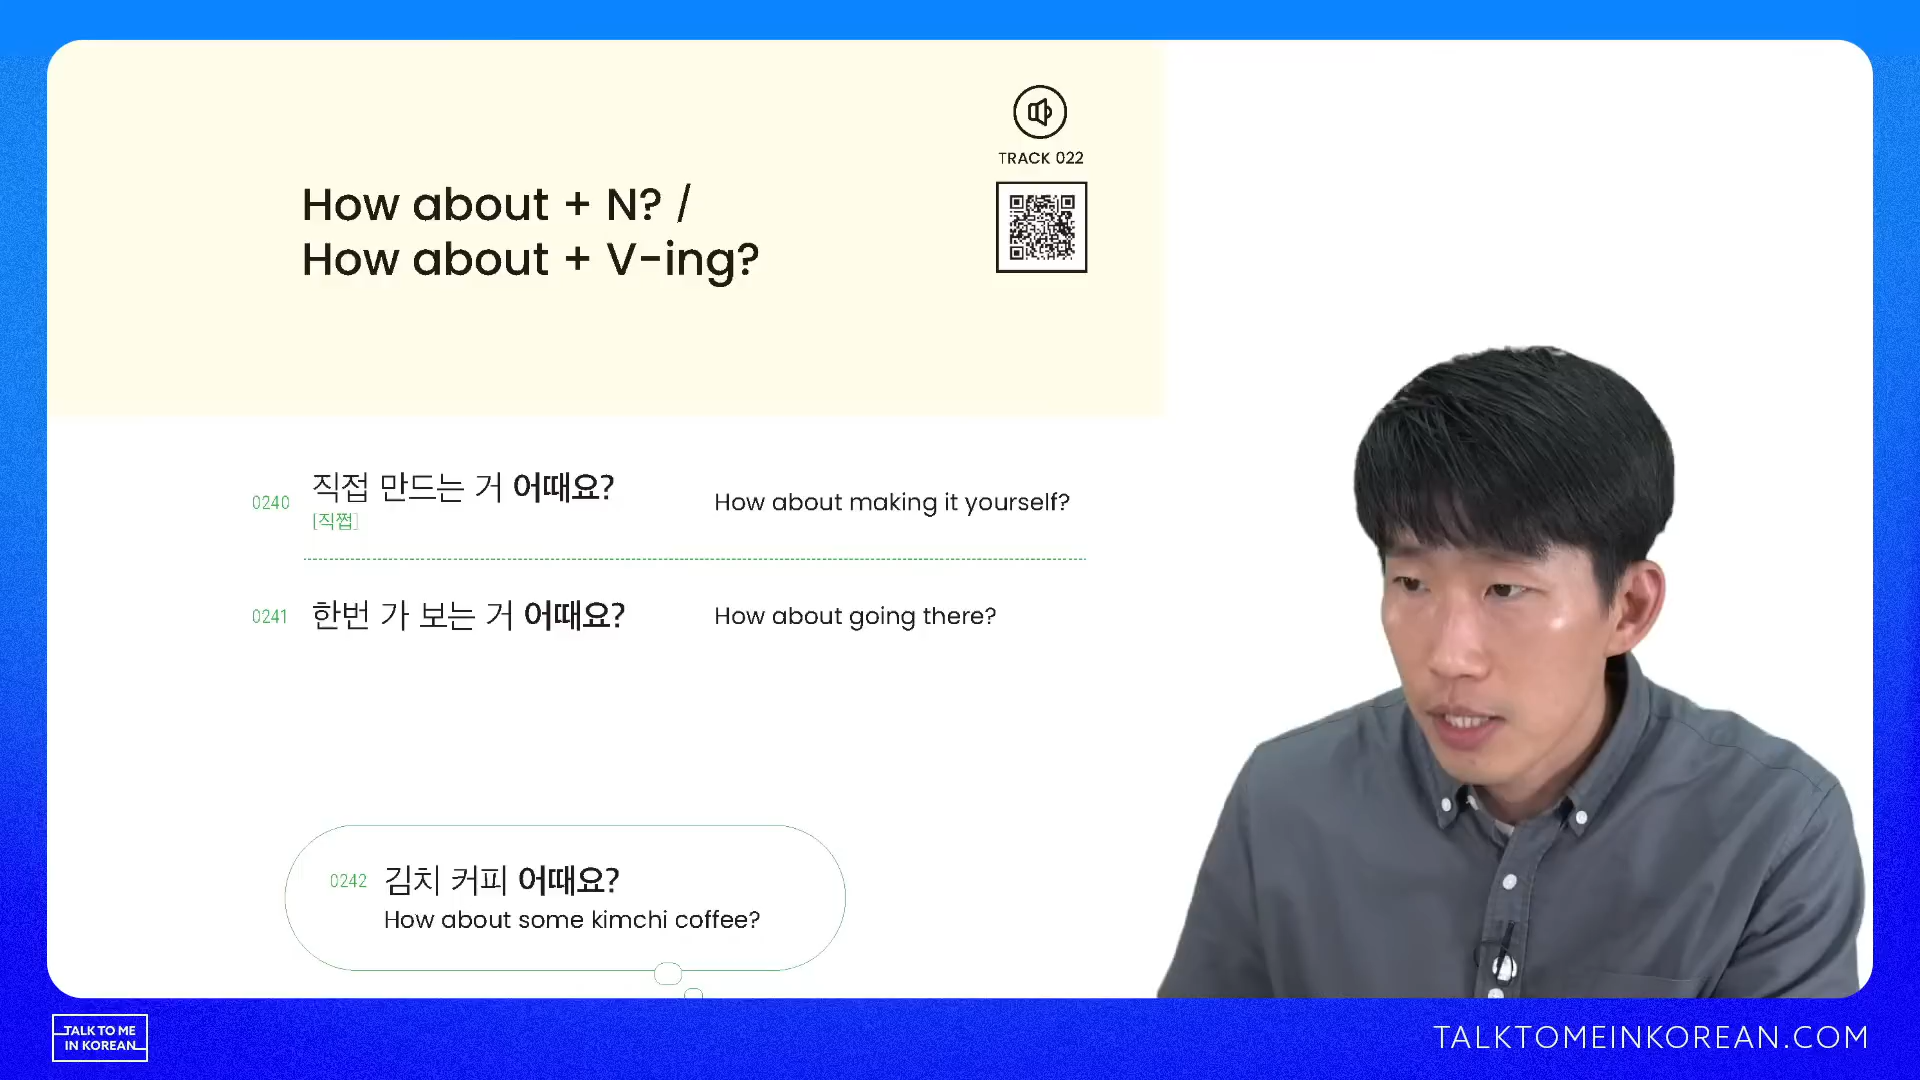 TRACK 022
How about + N? /
How about + V-ing?
0240 직접 만드는 거 어때요? How about making it yourself?
[직쩝]
0241 한번 가 보는 거 어때요? How about going there?
0242 김치 커피 어때요?
How about some kimchi coffee?
TALK TO ME
IN KOREAN
TALKTOMEINKOREAN.COM